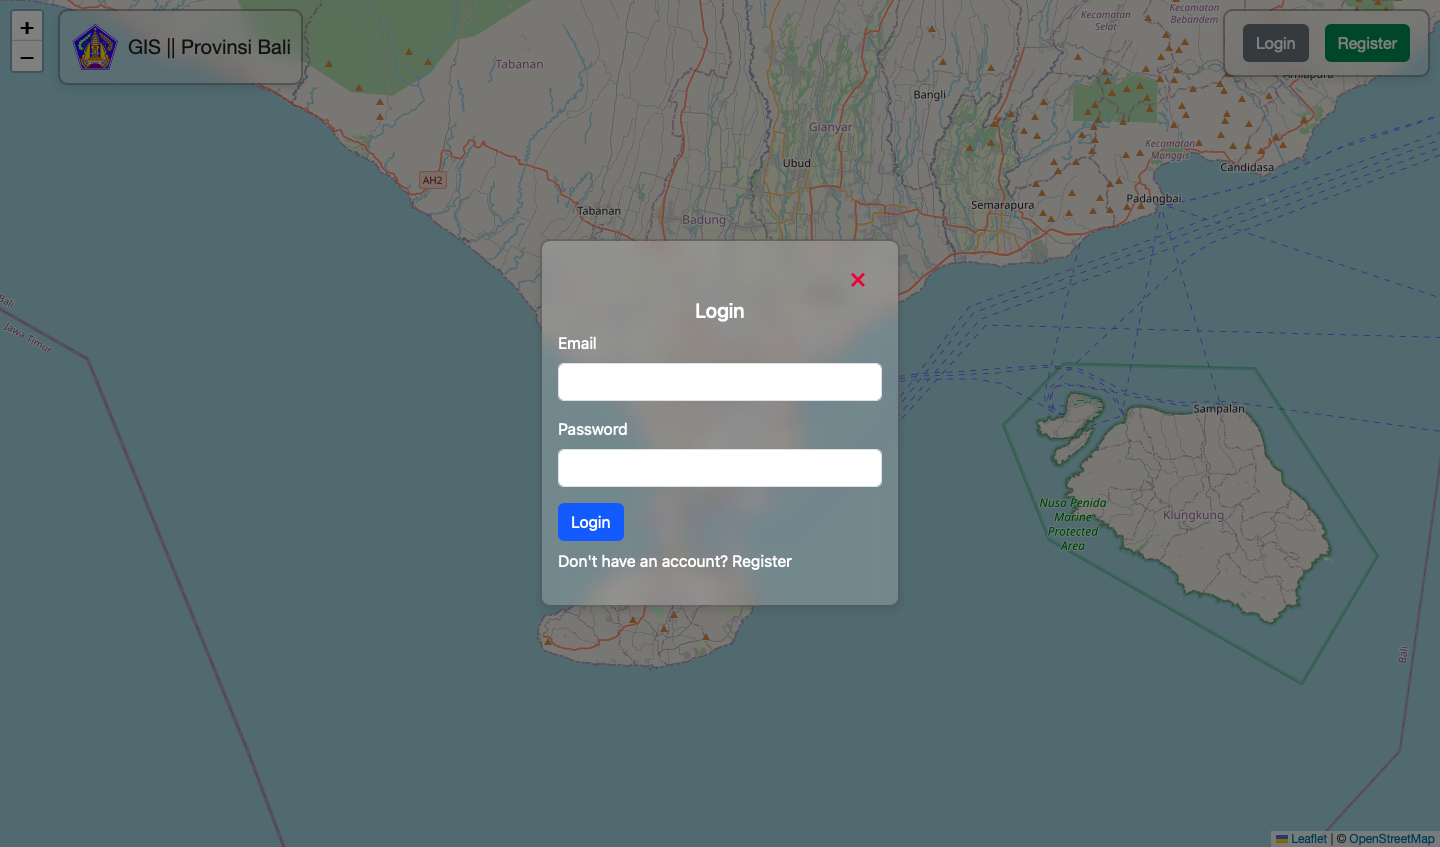 +
−
GIS || Provinsi Bali
Login
Register
Kecamatan
Selat
Kecamatan
Bebandem
Tabanan
Bangli
Amlapura
Gianyar
Kecamatan
Manggis
Ubud
Candidasa
AH2
Padangbai
Tabanan
Semarapura
Badung
Login
Email
Password
Login
Don't have an account? Register
Bali
Jawa Timur
Sampalan
Nusa Penida
Marine
Protected
Area
Klungkung
Bali
Leaflet | © OpenStreetMap